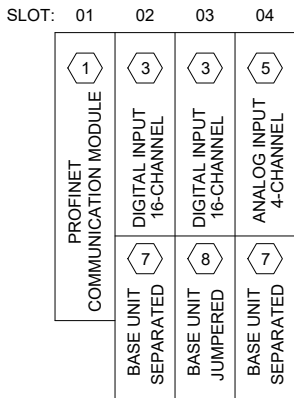 SLOT: 01 02 03 04
1
PROFINET
COMMUNICATION MODULE
3
DIGITAL INPUT
16-CHANNEL
3
DIGITAL INPUT
16-CHANNEL
5
ANALOG INPUT
4-CHANNEL
7
BASE UNIT
SEPARATED
8
BASE UNIT
JUMPERED
7
BASE UNIT
SEPARATED